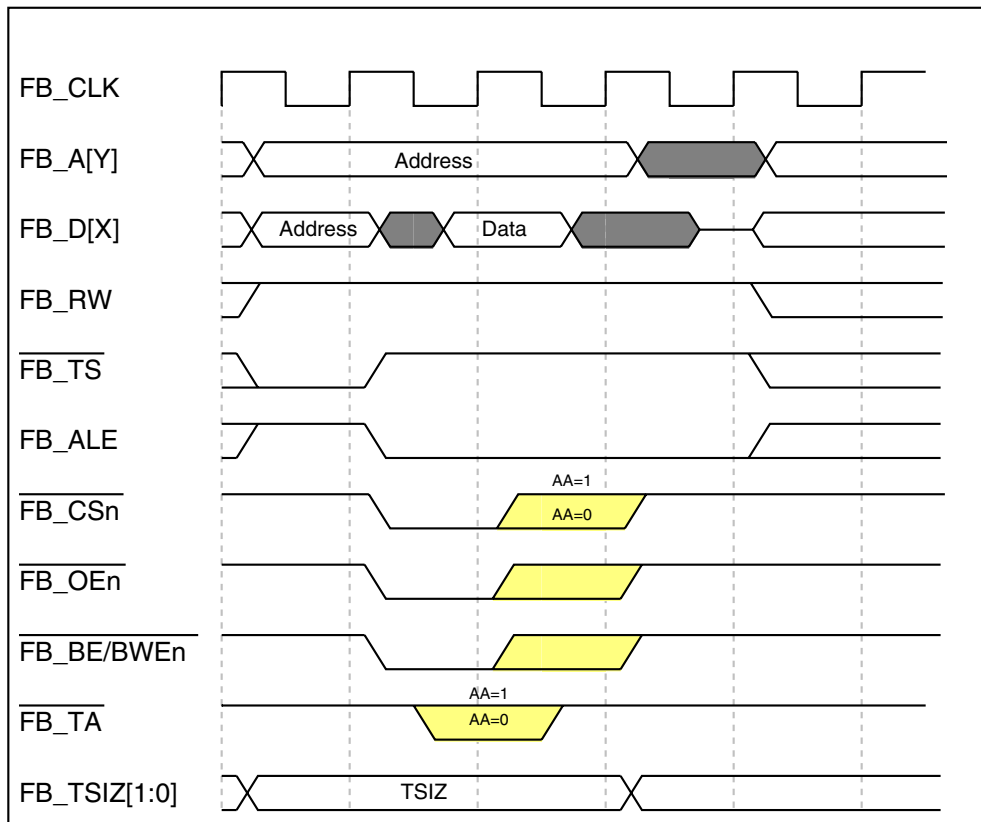 FB_CLK
FB_A[Y] Address
FB_D[X] Address Data
FB_RW
FB_TS
FB_ALE
AA=1
FB_CSn AA=0
FB_OEn
FB_BE/BWEn
AA=1
FB_TA AA=0
FB_TSIZ[1:0] TSIZ